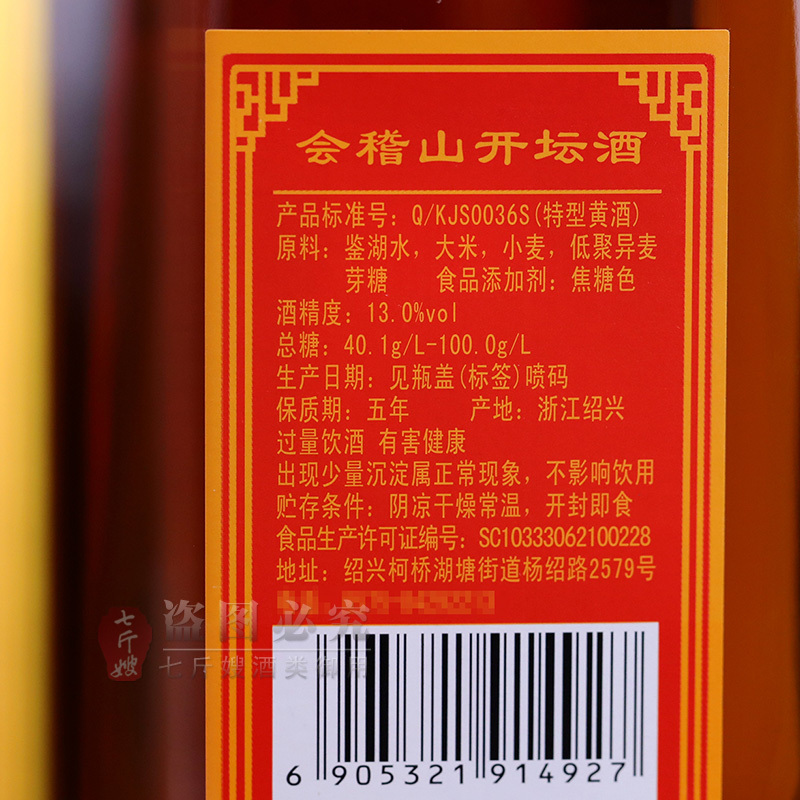 会稽山开坛酒
产品标准号：Q/KJS0036S(特型黄酒)
原料：鉴湖水，大米，小麦，低聚异麦
芽糖 食品添加剂：焦糖色
酒精度：13.0%vol
总糖：40.1g/L-100.0g/L
生产日期：见瓶盖(标签)喷码
保质期：五年 产地：浙江绍兴
过量饮酒 有害健康
出现少量沉淀属正常现象，不影响饮用
贮存条件：阴凉干燥常温，开封即食
食品生产许可证编号：SC10333062100228
地址：绍兴柯桥湖塘街道杨绍路2579号
七斤嫂
盗图必究
七斤嫂酒类御用
6 905321 914927